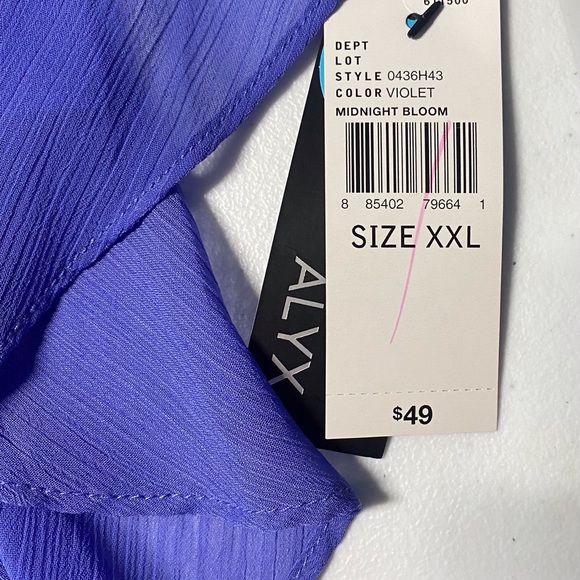 DEPT
LOT
STYLE 0436H43
COLOR VIOLET
MIDNIGHT BLOOM
8 85402 79664 1
SIZE XXL
$49
ALYX